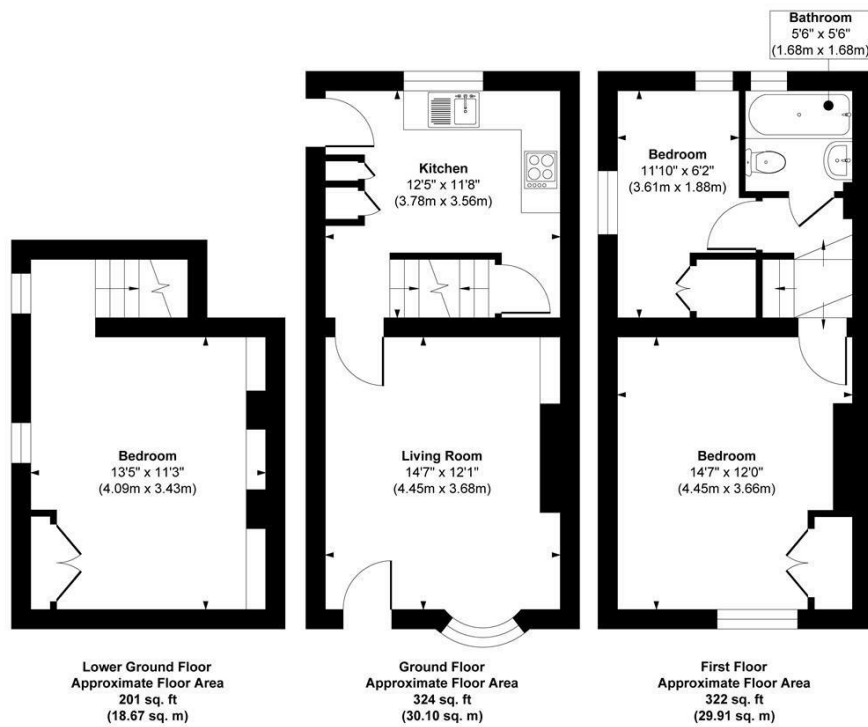 Bathroom
5'6" x 5'6"
(1.68m x 1.68m)
Kitchen
12'5" x 11'8"
(3.78m x 3.56m)
Bedroom
11'10" x 6'2"
(3.61m x 1.88m)
Bedroom
13'5" x 11'3"
(4.09m x 3.43m)
Living Room
14'7" x 12'1"
(4.45m x 3.68m)
Bedroom
14'7" x 12'0"
(4.45m x 3.66m)
Lower Ground Floor
Approximate Floor Area
201 sq. ft
(18.67 sq. m)
Ground Floor
Approximate Floor Area
324 sq. ft
(30.10 sq. m)
First Floor
Approximate Floor Area
322 sq. ft
(29.91 sq. m)